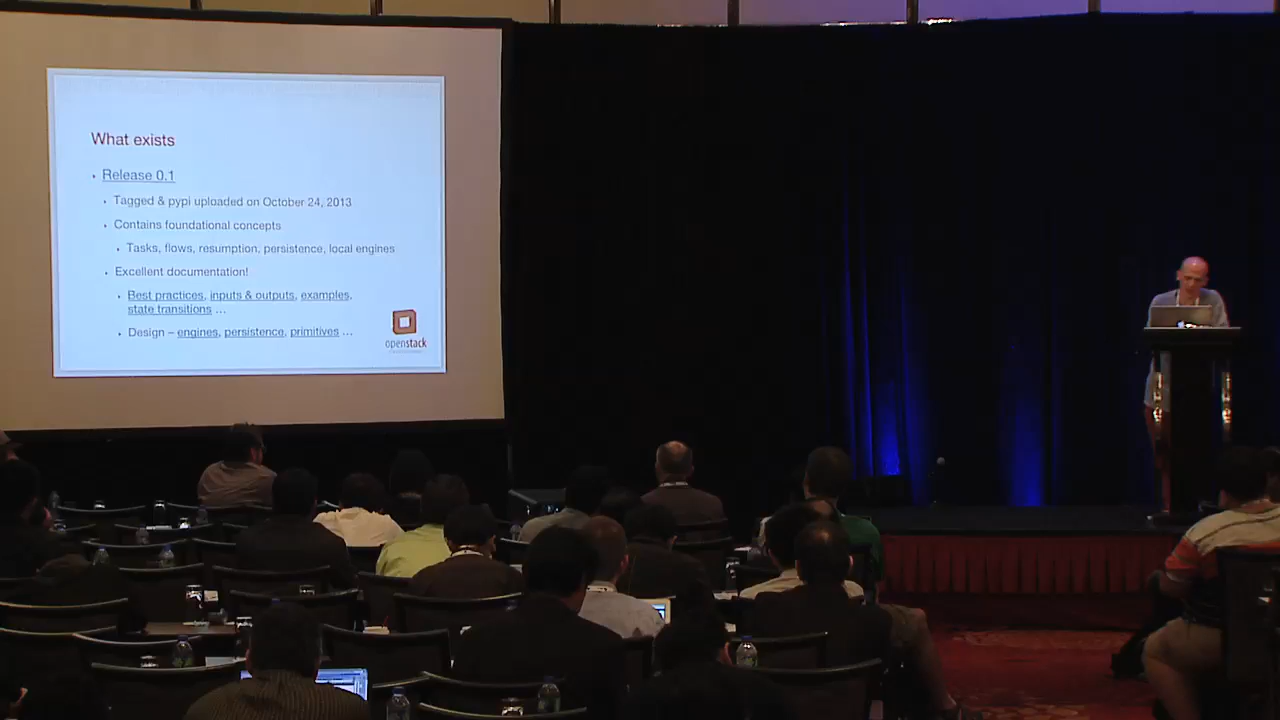 What exists
Release 0.1
Tagged & pypi uploaded on October 24, 2013
Contains foundational concepts
Tasks, flows, resumption, persistence, local engines
Excellent documentation!
Best practices, inputs & outputs, examples,
state transitions ...
Design – engines, persistence, primitives ...
openstack